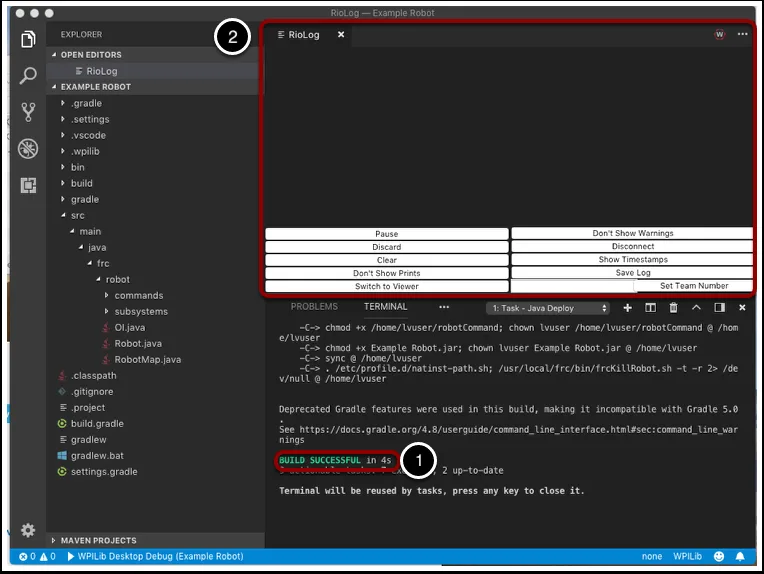 RioLog — Example Robot
EXPLORER
OPEN EDITORS
RioLog
EXAMPLE ROBOT
.gradle
.settings
.vscode
.wpilib
bin
build
gradle
src
main
java
frc
robot
commands
subsystems
OI.java
Robot.java
RobotMap.java
.classpath
.gitignore
.project
build.gradle
gradlew
gradlew.bat
settings.gradle
MAVEN PROJECTS
2
RioLog
W
Pause
Don't Show Warnings
Discard
Disconnect
Clear
Show Timestamps
Don't Show Prints
Save Log
Switch to Viewer
Set Team Number
PROBLEMS TERMINAL ••• 1: Task - Java Deploy
-C-> chmod +x /home/lvuser/robotCommand; chown lvuser /home/lvuser/robotCommand @ /hom
e/lvuser
-C-> chmod +x Example Robot.jar; chown lvuser Example Robot.jar @ /home/lvuser
-C-> sync @ /home/lvuser
-C-> . /etc/profile.d/natinst-path.sh; /usr/local/frc/bin/frcKillRobot.sh -t -r 2> /de
v/null @ /home/lvuser
Deprecated Gradle features were used in this build, making it incompatible with Gradle 5.0
.
See https://docs.gradle.org/4.8/userguide/command_line_interface.html#sec:command_line_war
nings
BUILD SUCCESSFUL in 4s
1
2 up-to-date
Terminal will be reused by tasks, press any key to close it.
0 0 WPILib Desktop Debug (Example Robot)
none WPILib